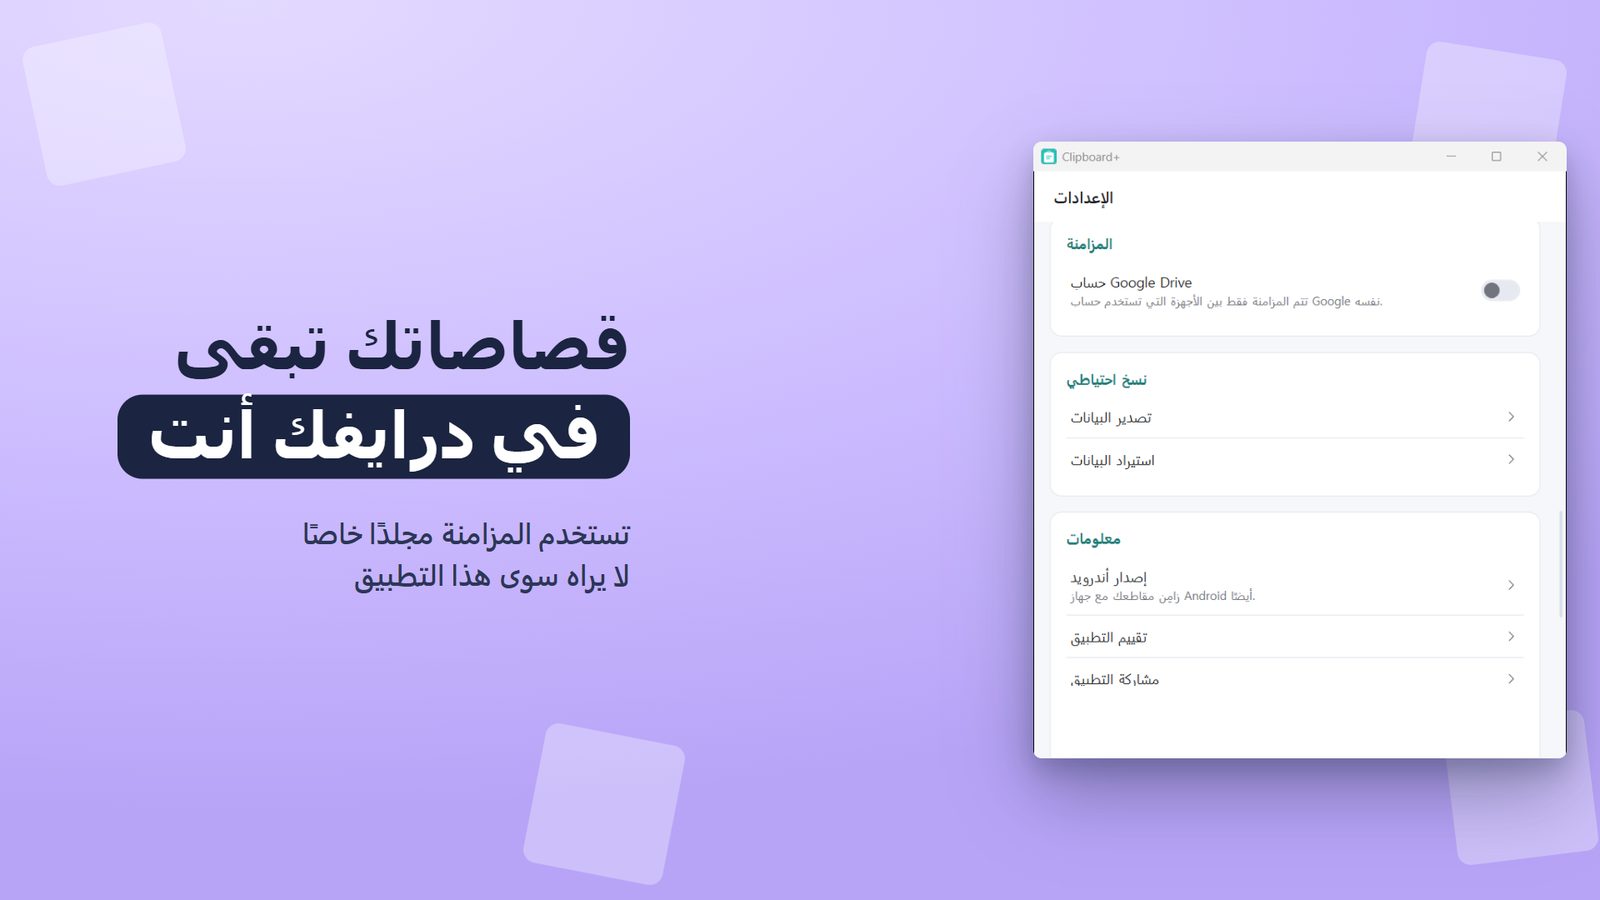 قصاصاتك تبقى
في درايفك أنت
تستخدم المزامنة مجلدًا خاصًا
لا يراه سوى هذا التطبيق
Clipboard+
الإعدادات
المزامنة
حساب Google Drive
تتم المزامنة فقط بين الأجهزة التي تستخدم حساب Google نفسه.
نسخ احتياطي
تصدير البيانات
استيراد البيانات
معلومات
إصدار أندرويد
زامِن مقاطعك مع جهاز Android أيضًا.
تقييم التطبيق
مشاركة التطبيق